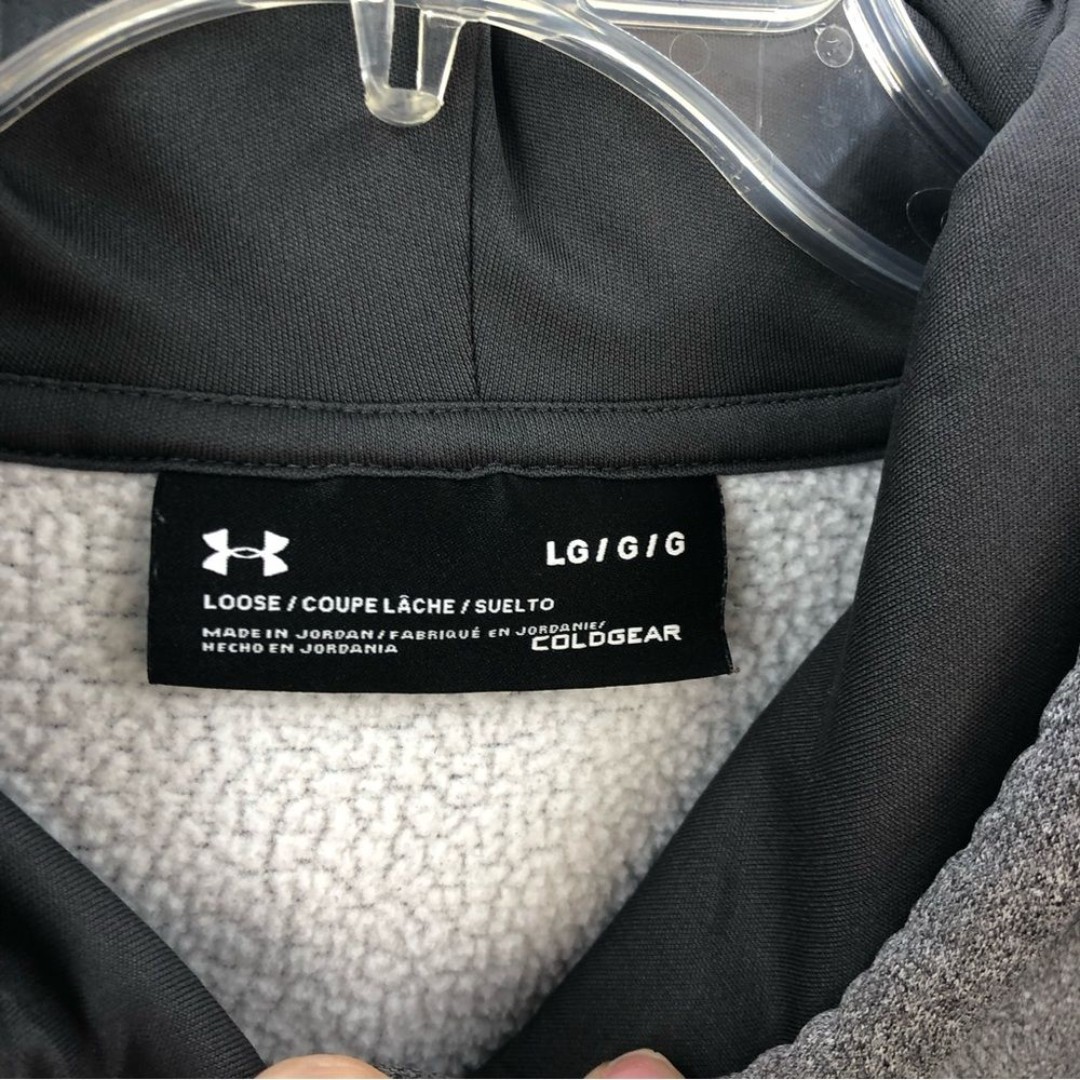 LG/G/G
LOOSE / COUPE LÂCHE / SUELTO
MADE IN JORDAN / FABRIQUÉ EN JORDANIE/
HECHO EN JORDANIA
COLDGEAR